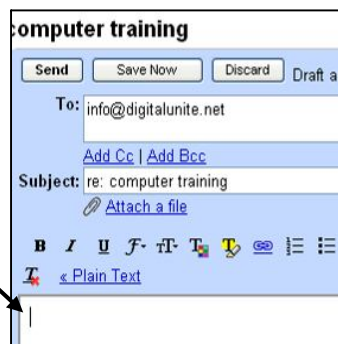 computer training
Send Save Now Discard Draft a
To: info@digitalunite.net
Add Cc | Add Bcc
Subject: re: computer training
Attach a file
B I U
« Plain Text